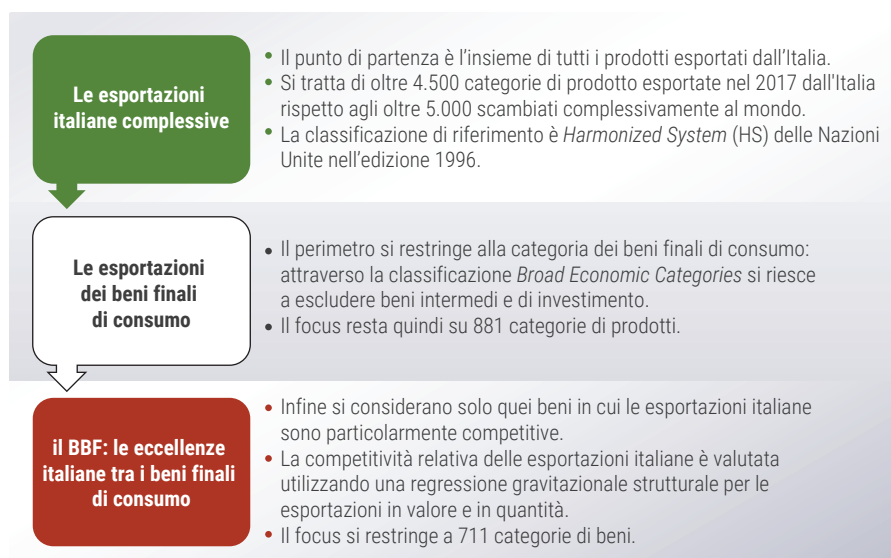 Le esportazioni
italiane complessive
• Il punto di partenza è l’insieme di tutti i prodotti esportati dall’Italia.
• Si tratta di oltre 4.500 categorie di prodotto esportate nel 2017 dall'Italia
rispetto agli oltre 5.000 scambiati complessivamente al mondo.
• La classificazione di riferimento è Harmonized System (HS) delle Nazioni
Unite nell’edizione 1996.
Le esportazioni
dei beni finali
di consumo
• Il perimetro si restringe alla categoria dei beni finali di consumo:
attraverso la classificazione Broad Economic Categories si riesce
a escludere beni intermedi e di investimento.
• Il focus resta quindi su 881 categorie di prodotti.
il BBF: le eccellenze
italiane tra i beni finali
di consumo
• Infine si considerano solo quei beni in cui le esportazioni italiane
sono particolarmente competitive.
• La competitività relativa delle esportazioni italiane è valutata
utilizzando una regressione gravitazionale strutturale per le
esportazioni in valore e in quantità.
• Il focus si restringe a 711 categorie di beni.